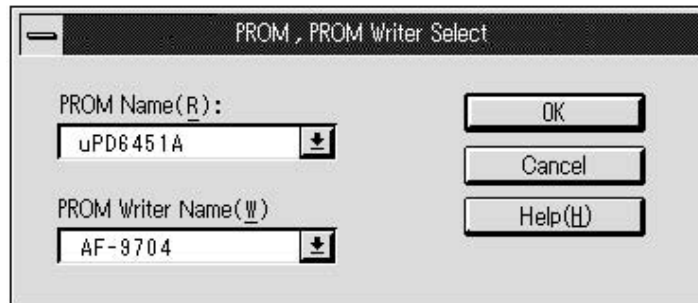 PROM , PROM Writer Select
PROM Name(R):
uPD6451A
PROM Writer Name(W)
AF-9704
OK
Cancel
Help(H)